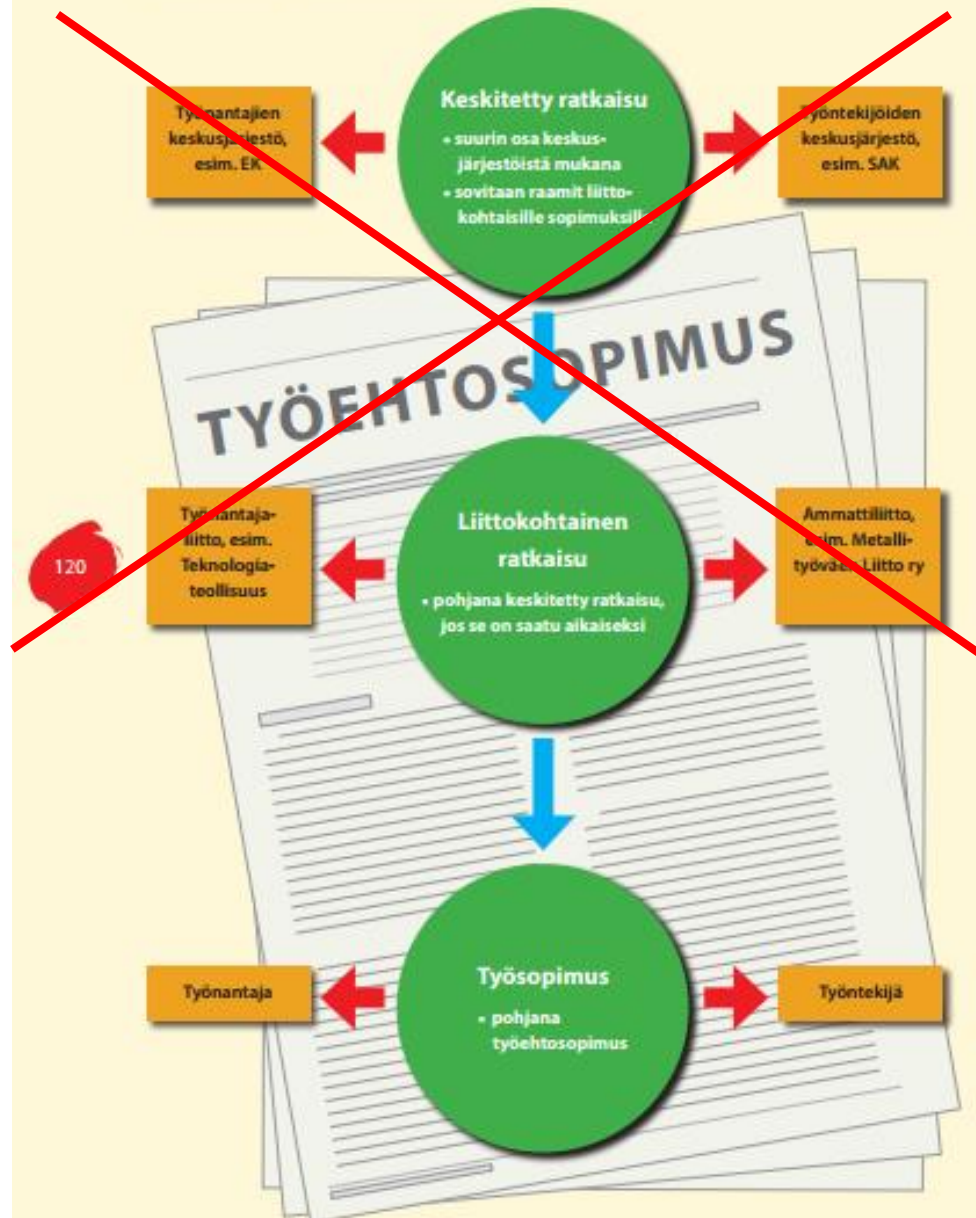 Työnantajien
keskusjärjestö,
esim. EK
Keskitetty ratkaisu
• suurin osa keskus-
järjestöistä mukana
• sovitaan raamit liitto-
kohtaisille sopimuksille
Työntekijöiden
keskusjärjestö,
esim. SAK
TYÖEHTOSOPIMUS
120
Työnantaja-
liitto, esim.
Teknologia-
teollisuus
Liittokohtainen
ratkaisu
• pohjana keskitetty ratkaisu,
jos se on saatu aikaiseksi
Ammattiliitto,
esim. Metalli-
työväen Liitto ry
Työnantaja
Työsopimus
• pohjana
työehtosopimus
Työntekijä